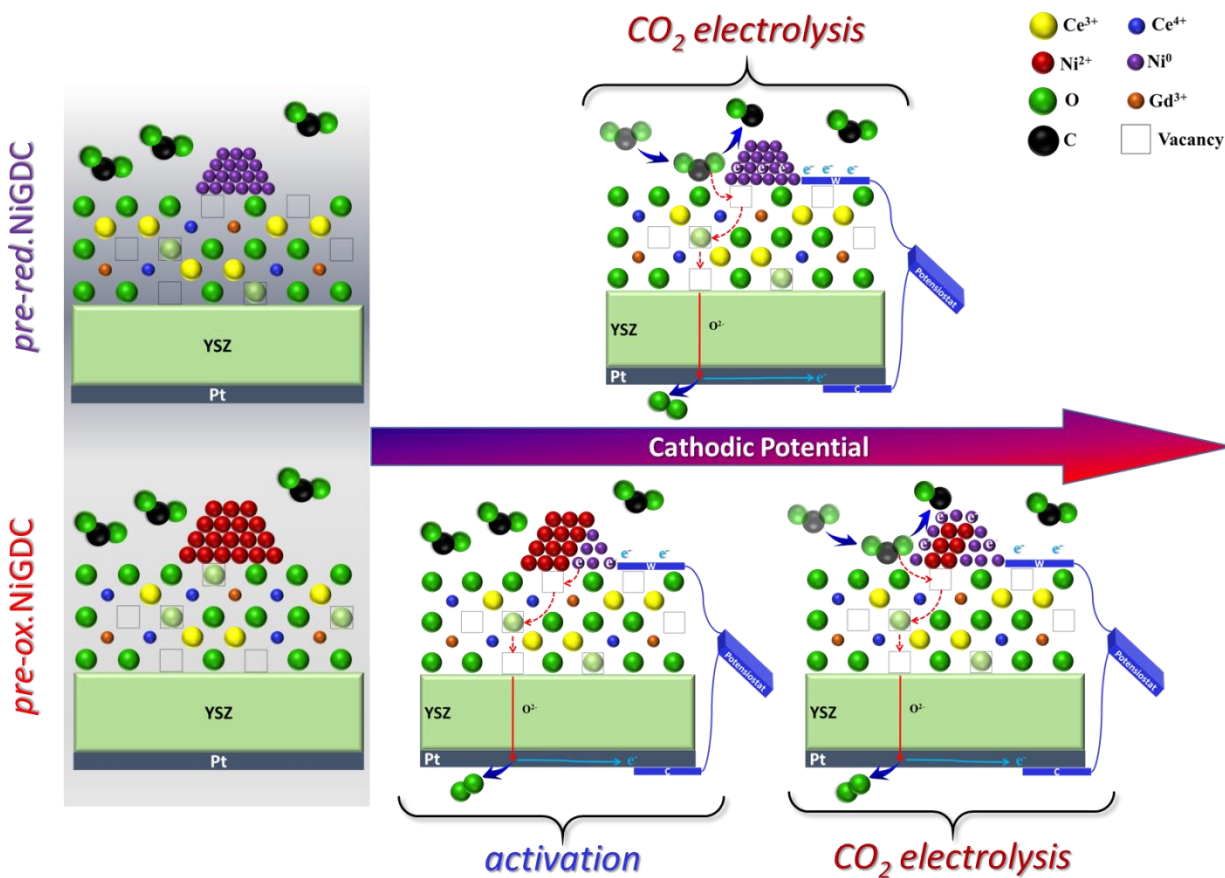 CO₂ electrolysis
Ce³⁺
Ce⁴⁺
Ni²⁺
Ni⁰
O
Gd³⁺
C
Vacancy
pre-red.NiGDC
YSZ
Pt
e⁻ e⁻ e
e⁻ e⁻ e⁻
W
Potensiostat
YSZ
O²⁻
Pt
e⁻
C
Cathodic Potential
pre-ox.NiGDC
YSZ
Pt
e e
e⁻ e⁻
W
Potensiostat
YSZ
O²⁻
Pt
e⁻
C
activation
e e
e e
e⁻ e⁻
W
Potensiostat
YSZ
O²⁻
Pt
e⁻
C
CO₂ electrolysis